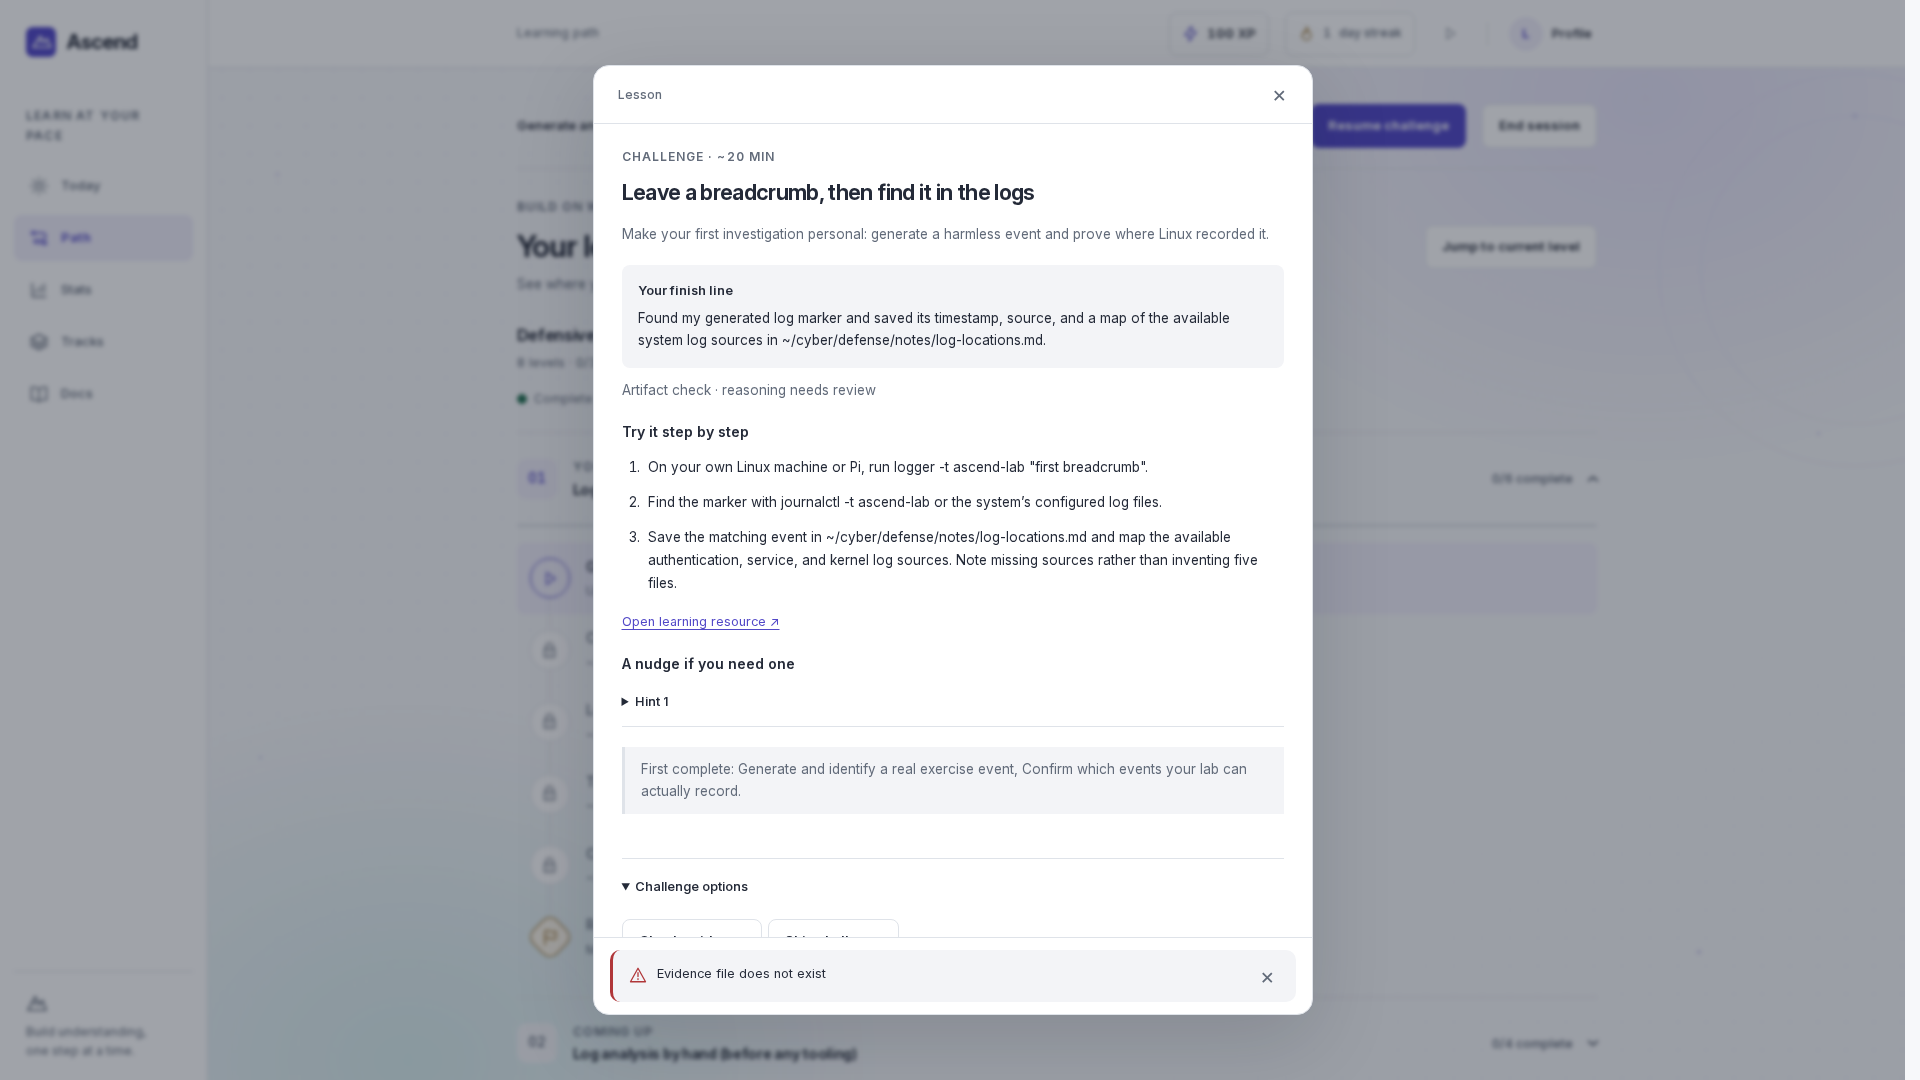 Ascend
Learning path
100 XP
1 day streak
L
Profile
LEARN AT YOUR
PACE
Today
Path
Stats
Tracks
Docs
Build understanding,
one step at a time.
Resume challenge
End session
Jump to current level
Lesson
CHALLENGE · ~20 MIN
Leave a breadcrumb, then find it in the logs
Make your first investigation personal: generate a harmless event and prove where Linux recorded it.
Your finish line
Found my generated log marker and saved its timestamp, source, and a map of the available
system log sources in ~/cyber/defense/notes/log-locations.md.
Artifact check · reasoning needs review
Try it step by step
1. On your own Linux machine or Pi, run logger -t ascend-lab "first breadcrumb".
2. Find the marker with journalctl -t ascend-lab or the system’s configured log files.
3. Save the matching event in ~/cyber/defense/notes/log-locations.md and map the available
authentication, service, and kernel log sources. Note missing sources rather than inventing five
files.
Open learning resource ↗
A nudge if you need one
Hint 1
First complete: Generate and identify a real exercise event, Confirm which events your lab can
actually record.
Challenge options
Evidence file does not exist
Generate
Your
See where
Defensive
8 levels
Complete
01
0/6 complete
02
COMING UP
Log analysis by hand (before any tooling)
0/4 complete